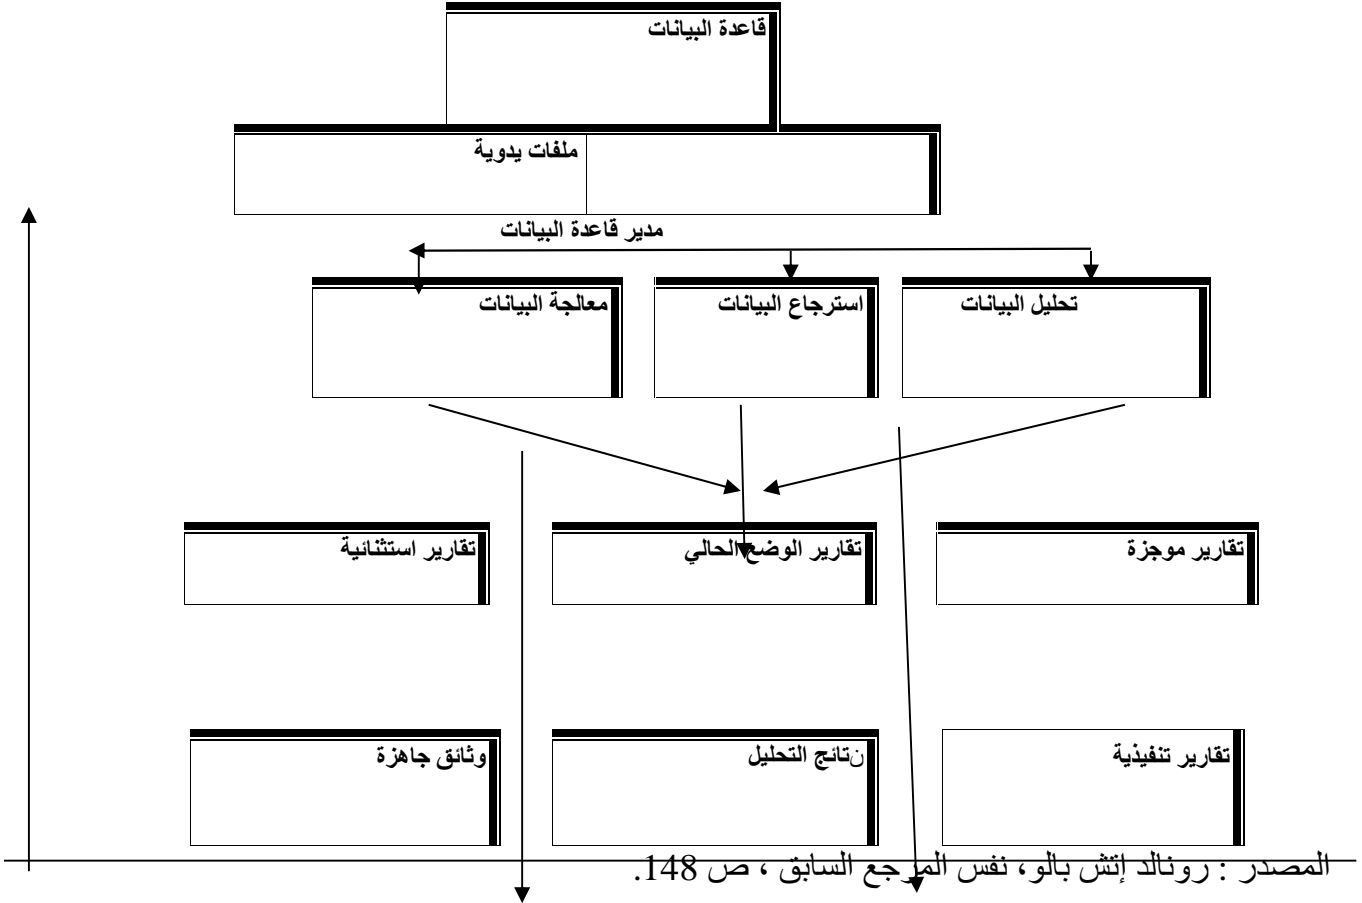 قاعدة البيانات
ملفات يدوية
مدير قاعدة البيانات
تحليل البيانات
استرجاع البيانات
معالجة البيانات
تقارير موجزة
تقارير الوضع الحالي
تقارير استثنائية
تقارير تنفيذية
نتائج التحليل
وثائق جاهزة
المصدر : رونالد إتش بالو، نفس المرجع السابق ، ص 148.